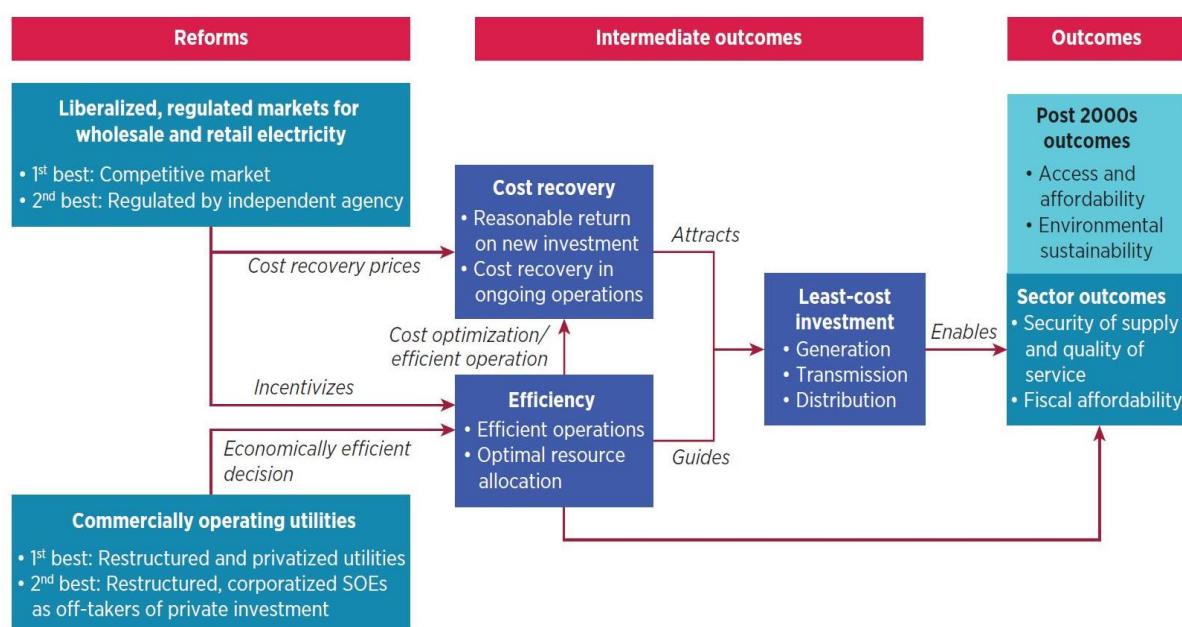 Reforms
Intermediate outcomes
Outcomes
Liberalized, regulated markets for
wholesale and retail electricity
• 1st best: Competitive market
• 2nd best: Regulated by independent agency
Cost recovery prices
Incentivizes
Economically efficient
decision
Commercially operating utilities
• 1st best: Restructured and privatized utilities
• 2nd best: Restructured, corporatized SOEs
as off-takers of private investment
Cost recovery
• Reasonable return
on new investment
• Cost recovery in
ongoing operations
Cost optimization/
efficient operation
Efficiency
• Efficient operations
• Optimal resource
allocation
Attracts
Guides
Least-cost
investment
• Generation
• Transmission
• Distribution
Enables
Post 2000s
outcomes
• Access and
affordability
• Environmental
sustainability
Sector outcomes
• Security of supply
and quality of
service
• Fiscal affordability